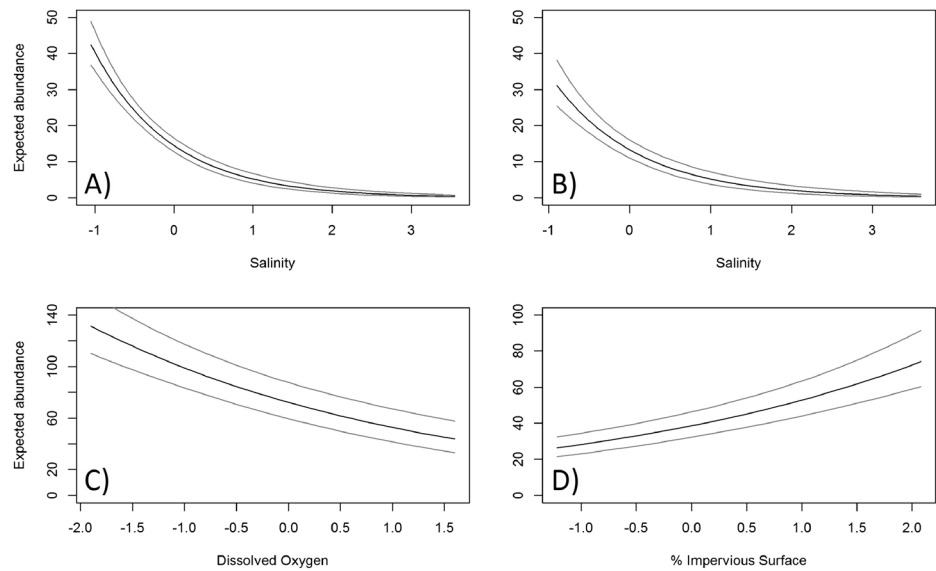 Expected abundance
50
40
30
20
10
0
A)
-1 0 1 2 3
Salinity
50
40
30
20
10
0
B)
-1 0 1 2 3
Salinity
Expected abundance
140
100
60
20
0
C)
-2.0 -1.5 -1.0 -0.5 0.0 0.5 1.0 1.5
Dissolved Oxygen
100
80
60
40
20
0
D)
-1.0 -0.5 0.0 0.5 1.0 1.5 2.0
% Impervious Surface